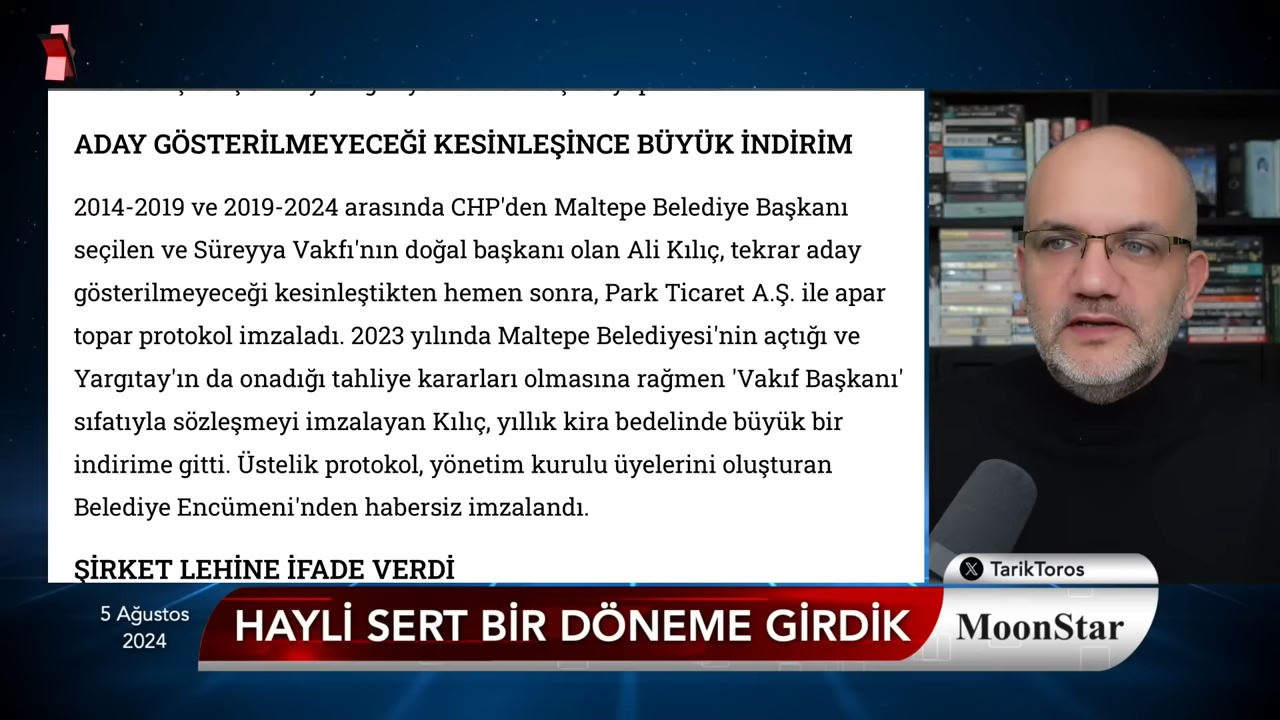 ADAY GÖSTERİLMEYECEĞİ KESİNLEŞİNCE BÜYÜK İNDİRİM
2014-2019 ve 2019-2024 arasında CHP'den Maltepe Belediye Başkanı
seçilen ve Süreyya Vakfı'nın doğal başkanı olan Ali Kılıç, tekrar aday
gösterilmeyeceği kesinleştikten hemen sonra, Park Ticaret A.Ş. ile apar
topar protokol imzaladı. 2023 yılında Maltepe Belediyesi'nin açtığı ve
Yargıtay'ın da onadığı tahliye kararları olmasına rağmen 'Vakıf Başkanı'
sıfatıyla sözleşmeyi imzalayan Kılıç, yıllık kira bedelinde büyük bir
indirime gitti. Üstelik protokol, yönetim kurulu üyelerini oluşturan
Belediye Encümeni'nden habersiz imzalandı.
ŞİRKET LEHİNE İFADE VERDİ
TarikToros
5 Ağustos
2024
HAYLİ SERT BİR DÖNEME GİRDİK
MoonStar